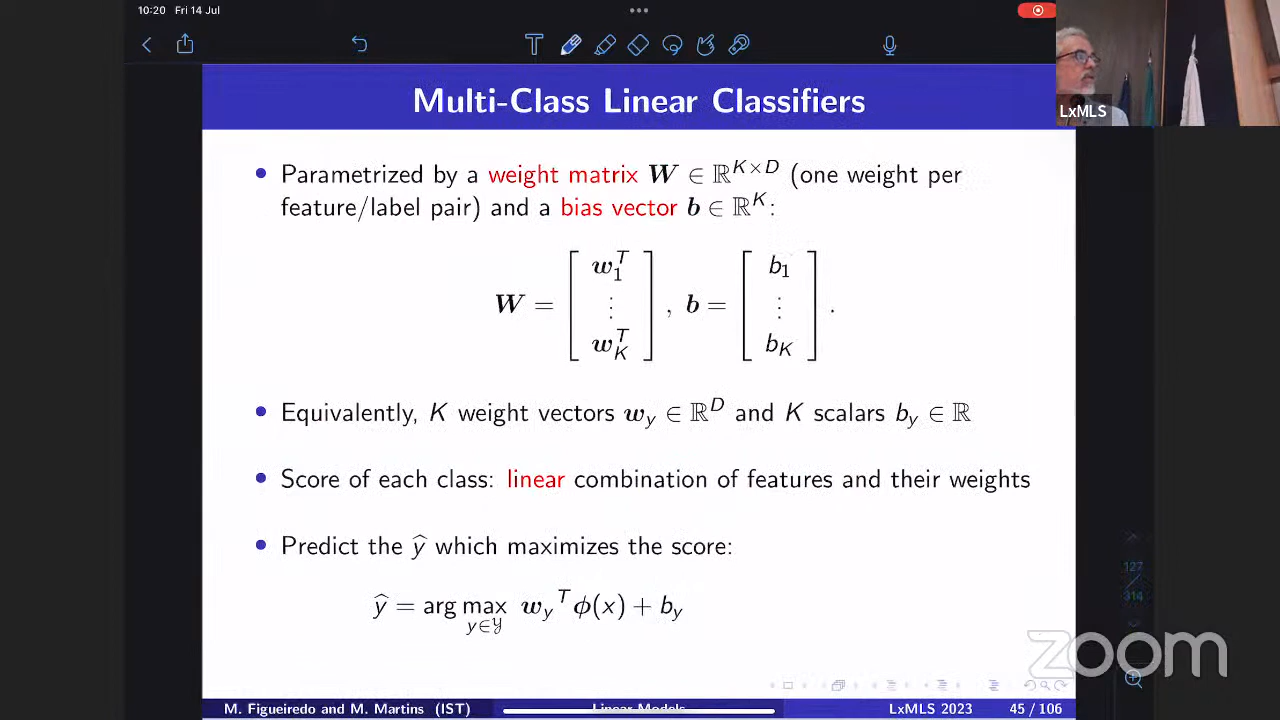 10:20 Fri 14 Jul
LxMLS
Multi-Class Linear Classifiers
• Parametrized by a weight matrix W ∈ ℝ^{K×D} (one weight per
feature/label pair) and a bias vector b ∈ ℝ^K:
W = [ w_1^T ⋮ w_K^T ] , b = [ b_1 ⋮ b_K ] .
• Equivalently, K weight vectors w_y ∈ ℝ^D and K scalars b_y ∈ ℝ
• Score of each class: linear combination of features and their weights
• Predict the ŷ which maximizes the score:
ŷ = arg max_{y∈𝒴} w_y^T ϕ(x) + b_y
127
314
zoom
M. Figueiredo and M. Martins (IST) Linear Models LxMLS 2023 45 / 106